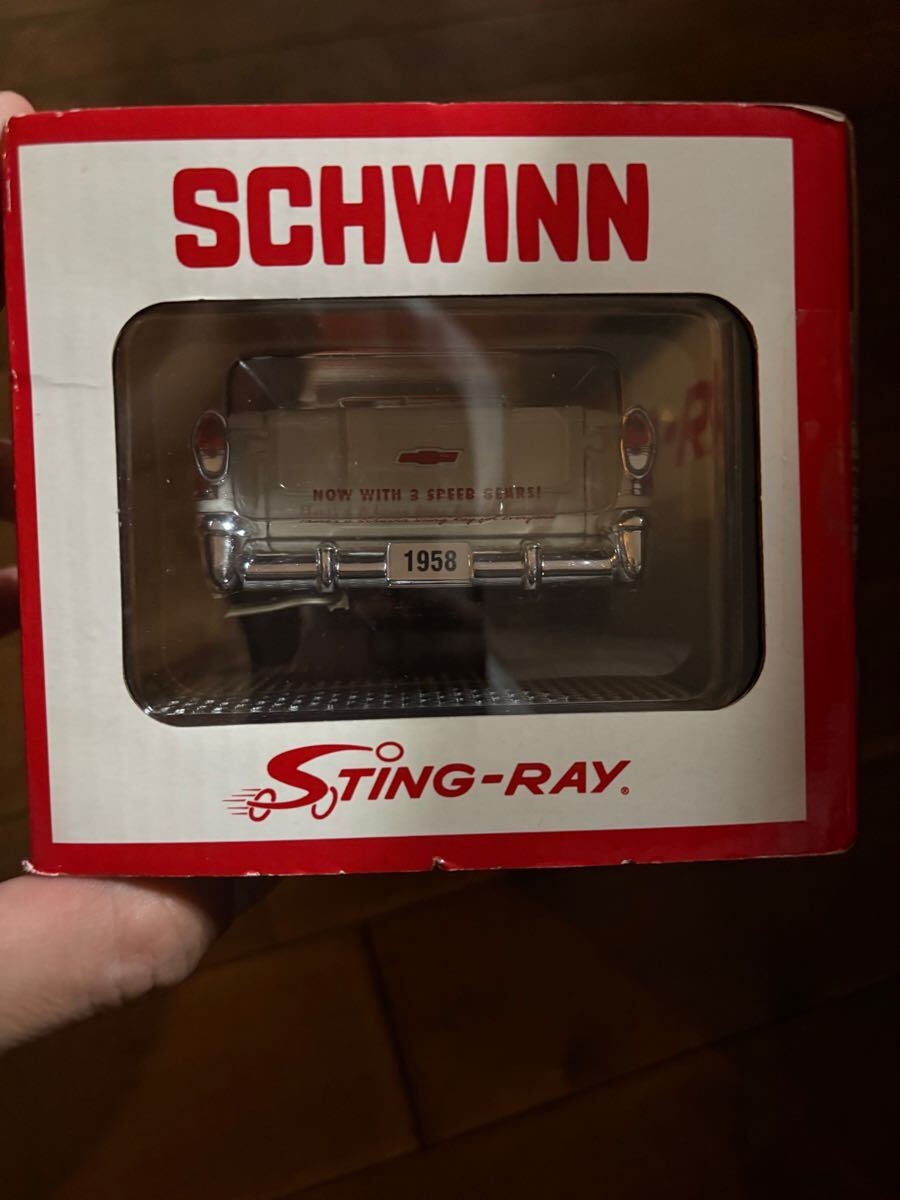 SCHWINN
NOW WITH 3 SPEED GEARS!
1958
STING-RAY®